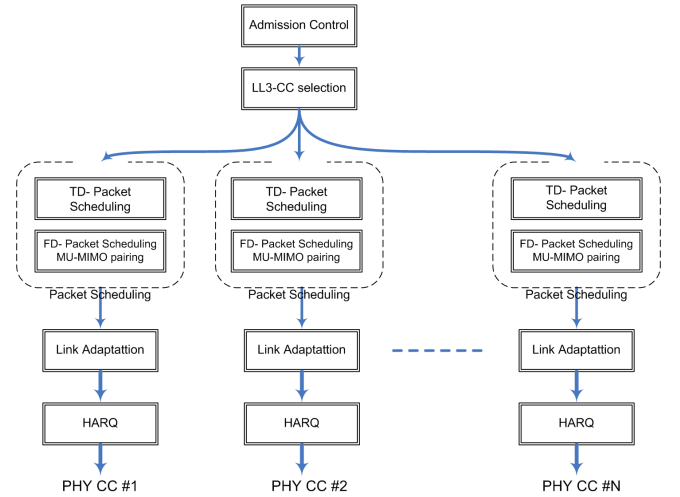 Admission Control
LL3-CC selection
TD- Packet
Scheduling
FD- Packet Scheduling
MU-MIMO pairing
Packet Scheduling
Link Adaptattion
HARQ
PHY CC #1
TD- Packet
Scheduling
FD- Packet Scheduling
MU-MIMO pairing
Packet Scheduling
Link Adaptattion
HARQ
PHY CC #2
TD- Packet
Scheduling
FD- Packet Scheduling
MU-MIMO pairing
Packet Scheduling
Link Adaptattion
HARQ
PHY CC #N